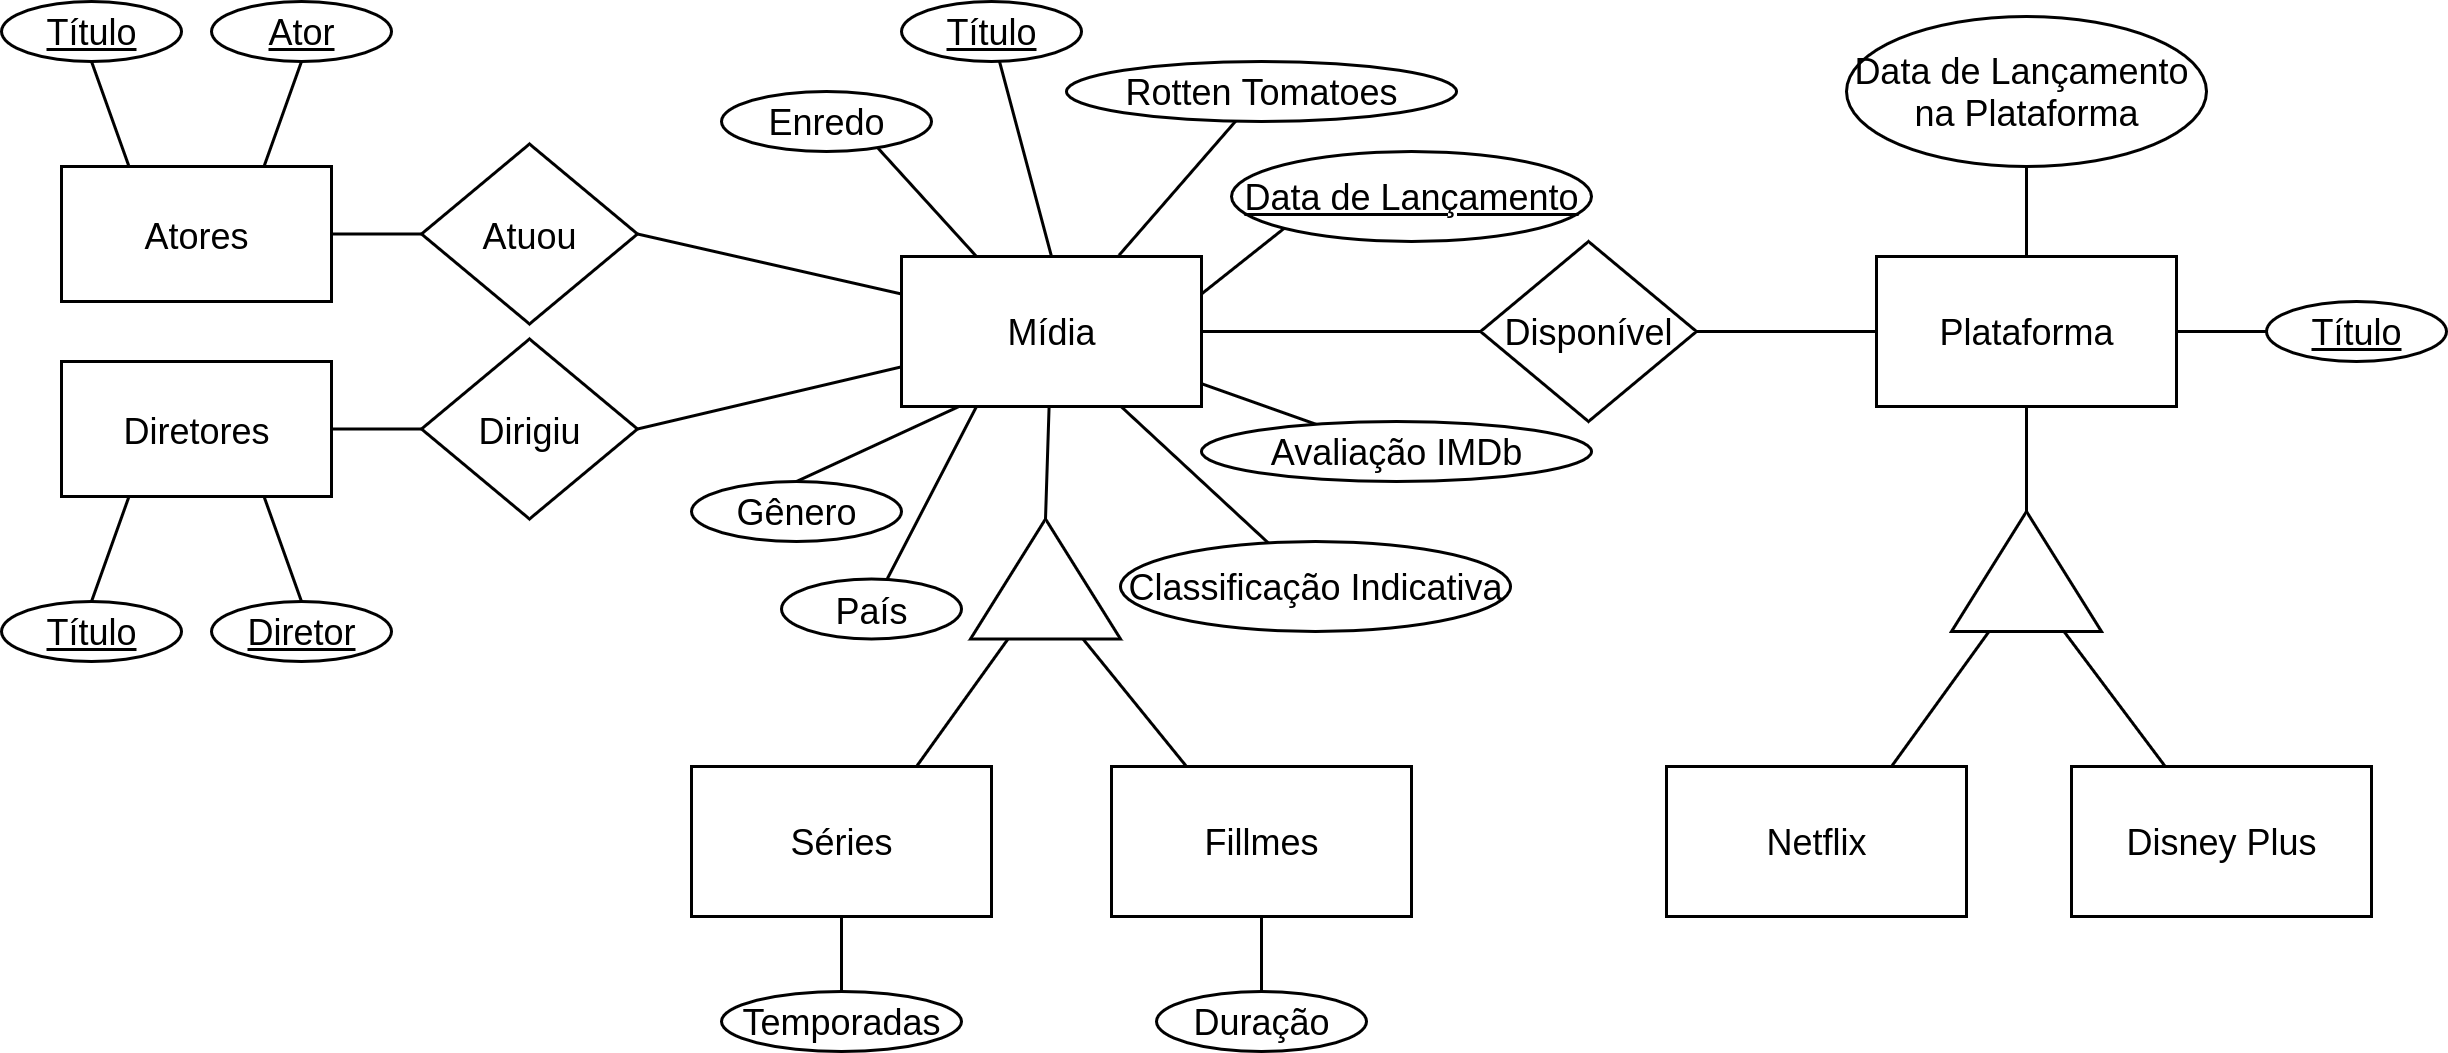 Título
Ator
Título
Rotten Tomatoes
Enredo
Data de Lançamento
na Plataforma
Data de Lançamento
Atores
Atuou
Mídia
Disponível
Plataforma
Título
Diretores
Dirigiu
Avaliação IMDb
Gênero
Classificação Indicativa
País
Título
Diretor
Séries
Fillmes
Netflix
Disney Plus
Temporadas
Duração